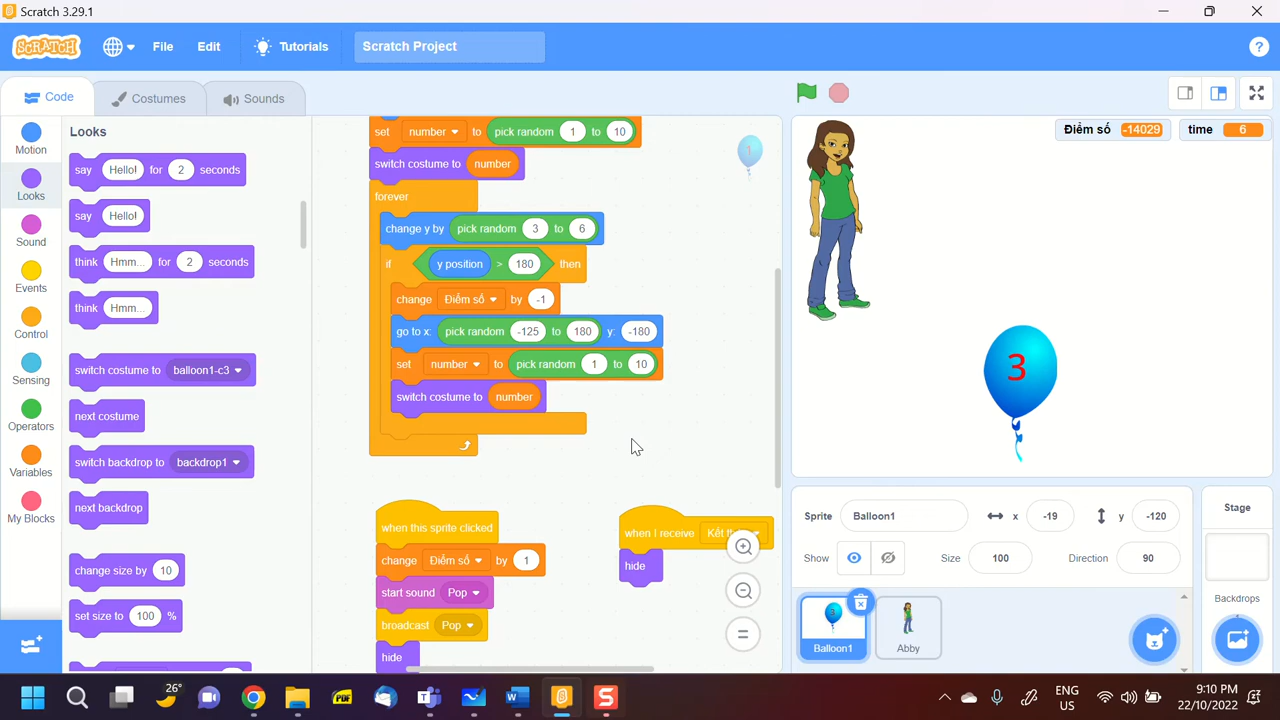 Scratch 3.29.1
SCRATCH File Edit Tutorials Scratch Project ?
Code Costumes Sounds
Motion
Looks
Sound
Events
Control
Sensing
Operators
Variables
My Blocks
Looks
say Hello! for 2 seconds
say Hello!
think Hmm... for 2 seconds
think Hmm...
switch costume to balloon1-c3
next costume
switch backdrop to backdrop1
next backdrop
change size by 10
set size to 100 %
set number to pick random 1 to 10
switch costume to number
forever
change y by pick random 3 to 6
if y position > 180 then
change Điểm số by -1
go to x: pick random -125 to 180 y: -180
set number to pick random 1 to 10
switch costume to number
when this sprite clicked
change Điểm số by 1
start sound Pop
broadcast Pop
hide
when I receive
hide
Điểm số -14029 time 6
3
Sprite Balloon1 x -19 y -120
Show Size 100 Direction 90
Balloon1
Abby
Stage
Backdrops
26°
PDF
ENG
US
9:10 PM
22/10/2022